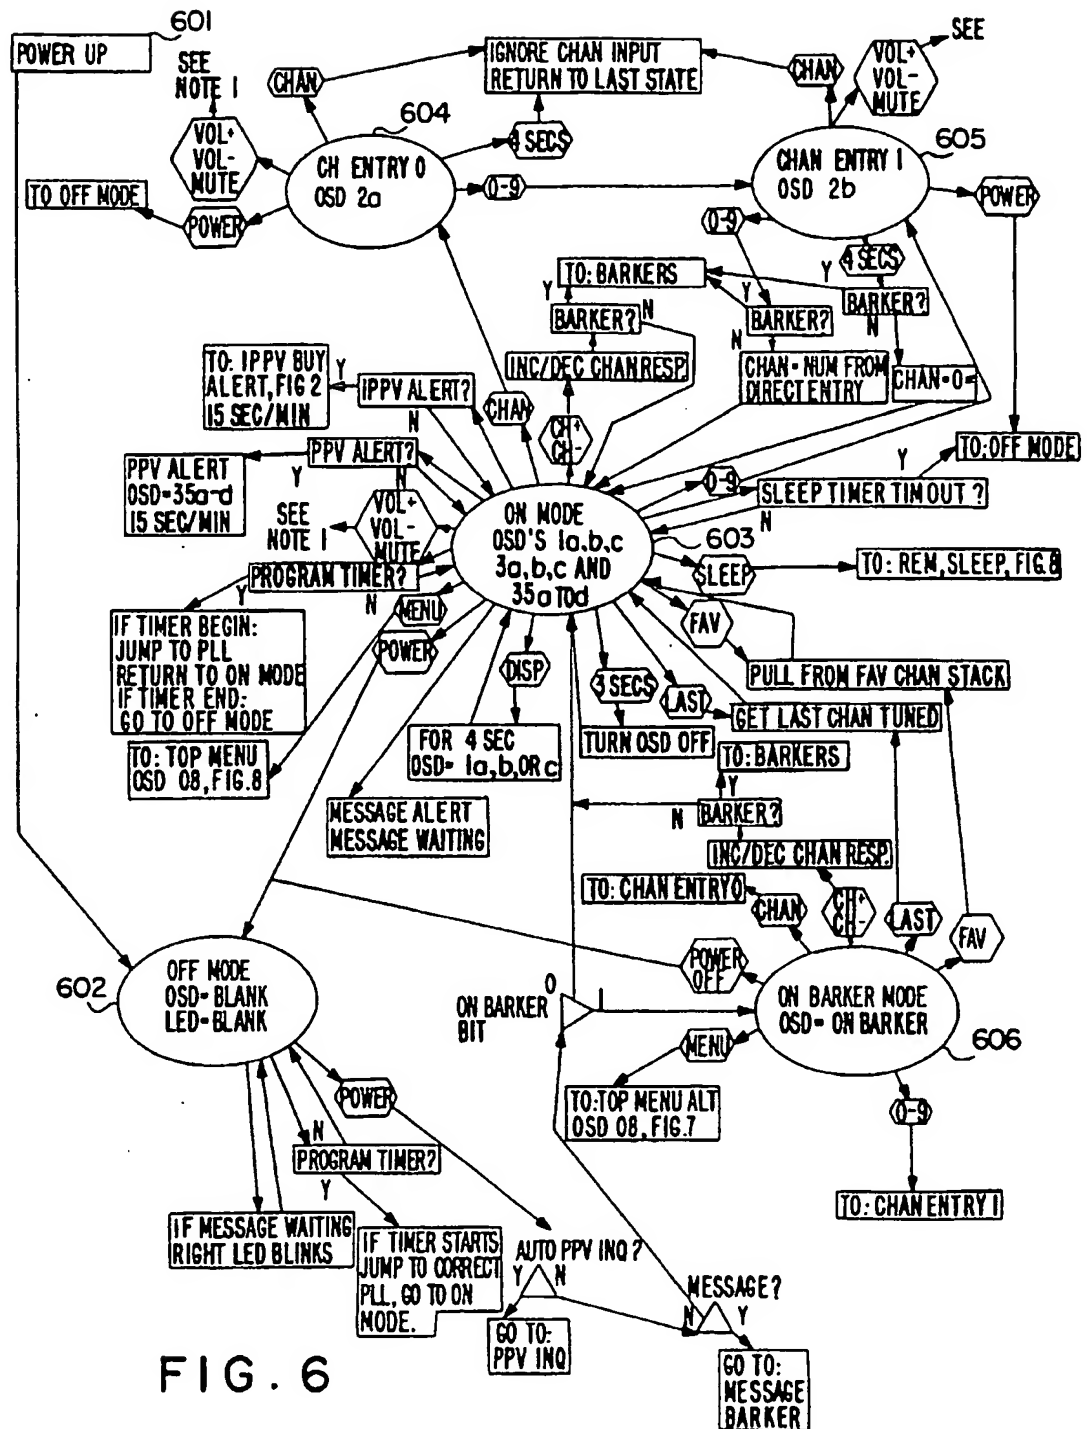 601
POWER UP
SEE
NOTE 1
CHAN
IGNORE CHAN INPUT
RETURN TO LAST STATE
CHAN
VOL+
VOL-
MUTE
SEE
604
VOL+
VOL-
MUTE
CH ENTRY 0
OSD 2a
4 SECS
0-9
CHAN ENTRY 1
OSD 2b
605
TO OFF MODE
POWER
POWER
0-9
4 SECS
Y
TO: BARKERS
Y
N
BARKER?
Y
BARKER?
N
BARKER?
N
INC/DEC CHAN RESP.
CHAN=NUM FROM
DIRECT ENTRY
CHAN=0=
TO: IPPV BUY
ALERT, FIG 2
15 SEC/MIN
Y
IPPV ALERT?
N
CHAN
CH+
CH-
TO:OFF MODE
PPV ALERT
OSD=35a-d
15 SEC/MIN
Y
PPV ALERT?
N
0-9
Y
SLEEP TIMER TIMOUT ?
N
SEE
NOTE 1
VOL+
VOL-
MUTE
ON MODE
OSD'S 1a,b,c
3a,b,c AND
35a TO d
603
PROGRAM TIMER?
Y
N
SLEEP
TO: REM, SLEEP, FIG.8
MENU
FAV
IF TIMER BEGIN:
JUMP TO PLL
RETURN TO ON MODE
IF TIMER END:
GO TO OFF MODE
POWER
DISP
3 SECS
LAST
PULL FROM FAV CHAN STACK
GET LAST CHAN TUNED
TO: TOP MENU
OSD 08, FIG.8
FOR 4 SEC
OSD= 1a,b,OR c
TURN OSD OFF
TO: BARKERS
Y
MESSAGE ALERT
MESSAGE WAITING
N
BARKER?
INC/DEC CHAN RESP.
TO: CHAN ENTRY 0
CHAN
CH+
CH-
LAST
FAV
OFF MODE
OSD=BLANK
LED=BLANK
602
POWER
OFF
ON BARKER
BIT
0
1
ON BARKER MODE
OSD= ON BARKER
606
MENU
POWER
TO:TOP MENU ALT
OSD 08, FIG.7
0-9
N
PROGRAM TIMER?
Y
TO: CHAN ENTRY 1
IF MESSAGE WAITING
RIGHT LED BLINKS
IF TIMER STARTS
JUMP TO CORRECT
PLL, GO TO ON
MODE.
AUTO PPV INQ ?
Y
N
MESSAGE?
N
Y
GO TO:
PPV INQ
GO TO:
MESSAGE
BARKER
FIG. 6